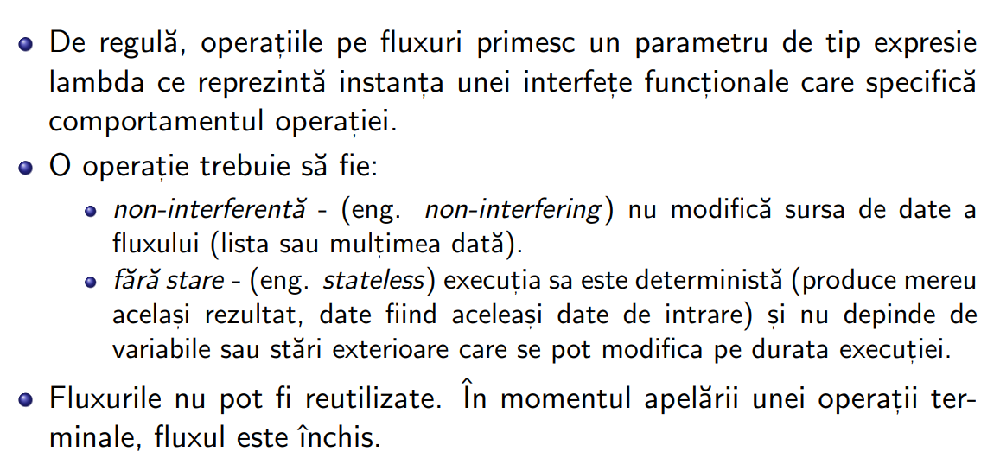 De regulă, operațiile pe fluxuri primesc un parametru de tip expresie
lambda ce reprezintă instanța unei interfețe funcționale care specifică
comportamentul operației.
O operație trebuie să fie:
non-interferentă - (eng. non-interfering) nu modifică sursa de date a
fluxului (lista sau mulțimea dată).
fără stare - (eng. stateless) execuția sa este deterministă (produce mereu
același rezultat, date fiind aceleași date de intrare) și nu depinde de
variabile sau stări exterioare care se pot modifica pe durata execuției.
Fluxurile nu pot fi reutilizate. În momentul apelării unei operații ter-
minale, fluxul este închis.